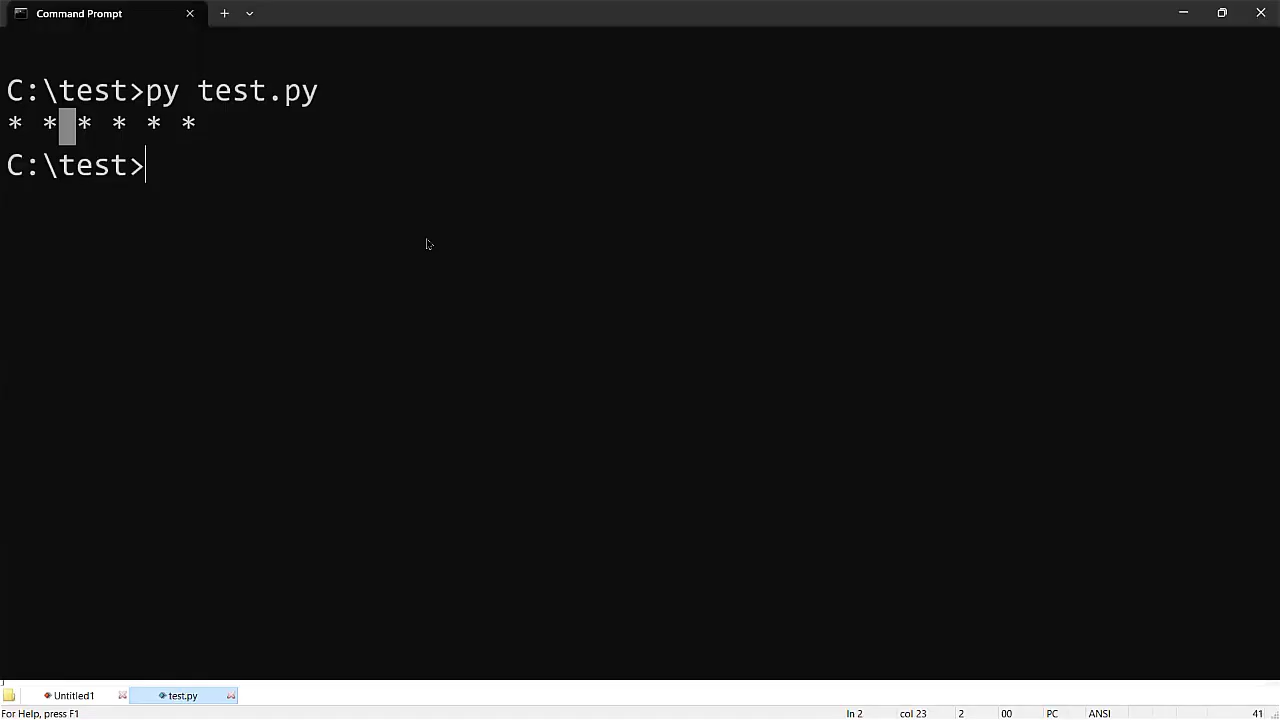 Command Prompt
C:\test>py test.py
* * * * * *
C:\test>
Untitled1 test.py
For Help, press F1 ln 2 col 23 2 00 PC ANSI 41